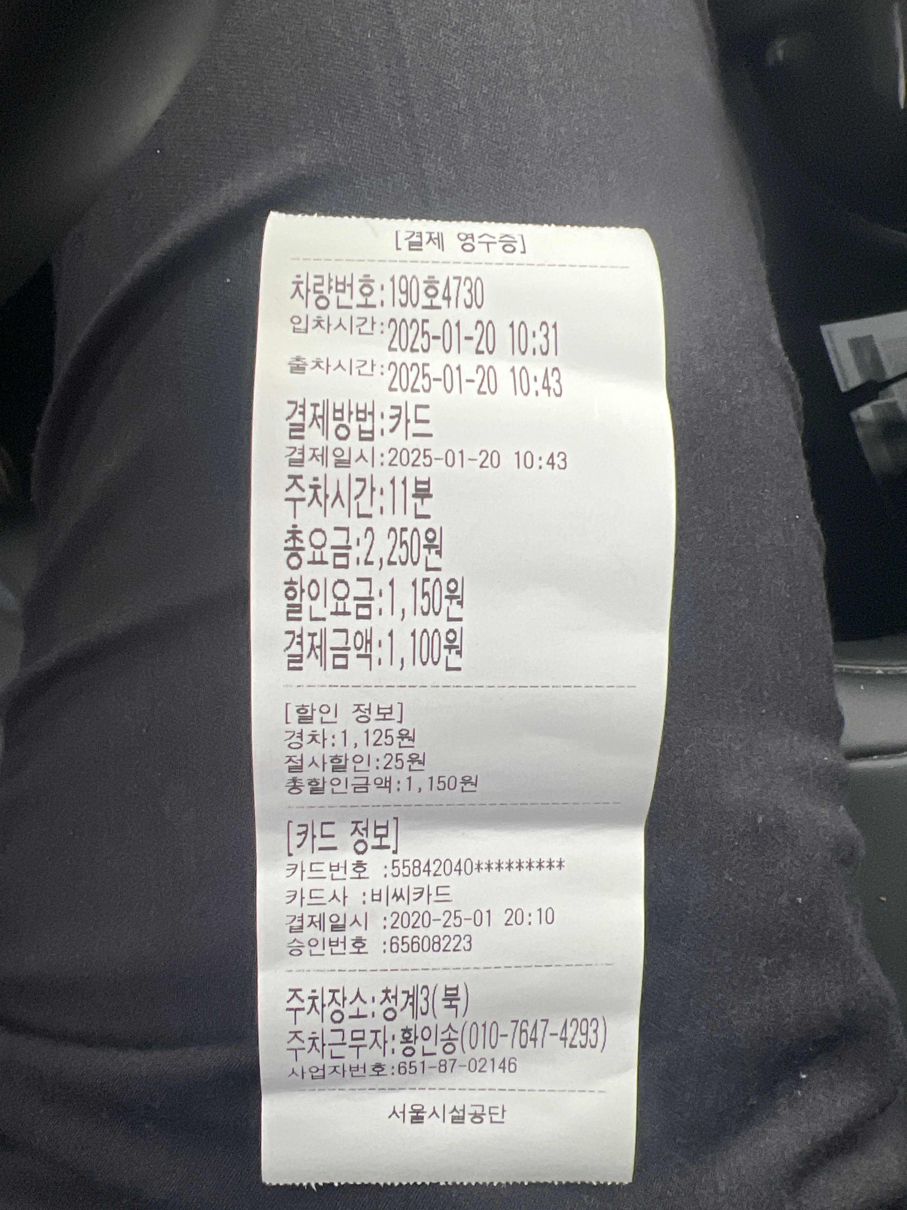 [결제 영수증]
차량번호:190호4730
입차시간:2025-01-20 10:31
출차시간:2025-01-20 10:43
결제방법:카드
결제일시:2025-01-20 10:43
주차시간:11분
총요금:2,250원
할인요금:1,150원
결제금액:1,100원
[할인 정보]
경차:1,125원
절사할인:25원
총할인금액:1,150원
[카드 정보]
카드번호 :55842040*********
카드사 :비씨카드
결제일시 :2020-25-01 20:10
승인번호 :65608223
주차장소:청계3(북)
주차근무자:황인송(010-7647-4293)
사업자번호:651-87-02146
서울시설공단